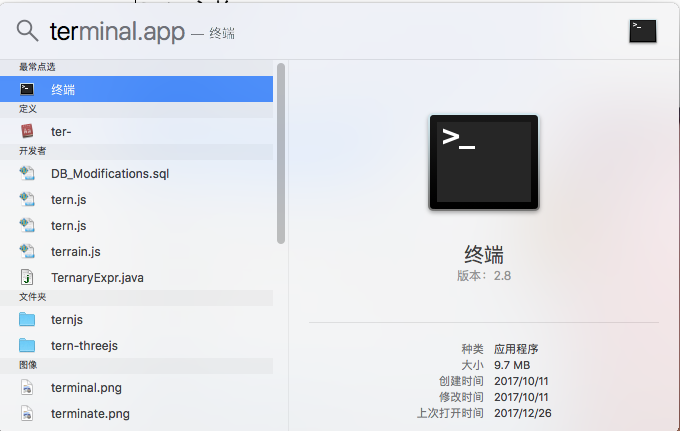 terminal.app — 终端
最常点选
终端
定义
ter-
开发者
DB_Modifications.sql
tern.js
tern.js
terrain.js
TernaryExpr.java
文件夹
ternjs
tern-threejs
图像
terminal.png
terminate.png
>_
终端
版本：2.8
种类 应用程序
大小 9.7 MB
创建时间 2017/10/11
修改时间 2017/10/11
上次打开时间 2017/12/26